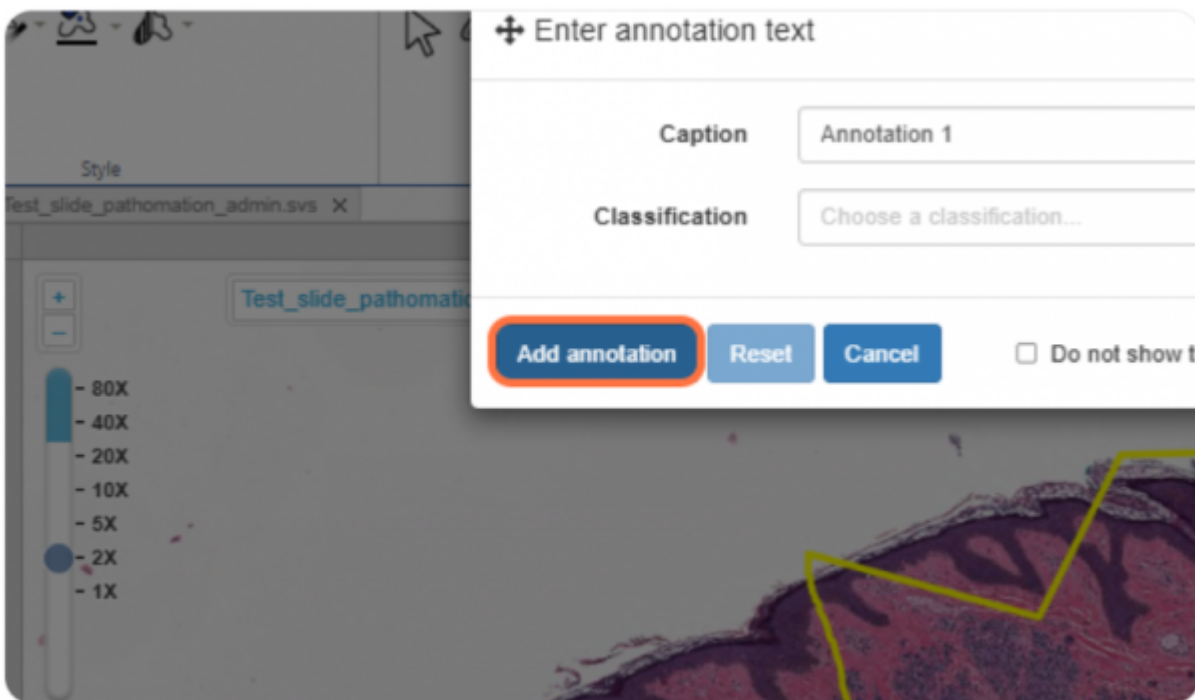 Enter annotation text
Caption
Annotation 1
Style
Test_slide_pathomation_admin.svs
Classification
Choose a classification...
Test_slide_pathomatic
Add annotation
Reset
Cancel
Do not show t
80X
40X
20X
10X
5X
2X
1X